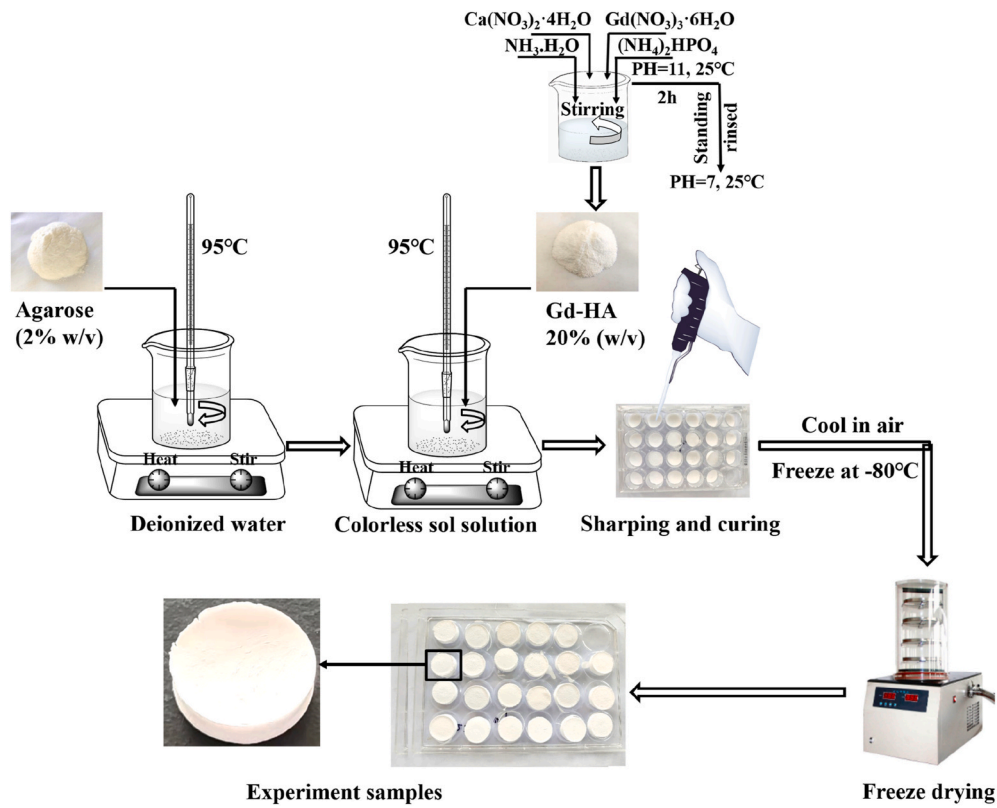 Ca(NO₃)₂·4H₂O
Gd(NO₃)₃·6H₂O
NH₃.H₂O
(NH₄)₂HPO₄
PH=11, 25℃
Stirring
2h
Standing
rinsed
PH=7, 25℃
95℃
95℃
Agarose
(2% w/v)
Gd-HA
20% (w/v)
Heat
Stir
Heat
Stir
Cool in air
Freeze at -80℃
Deionized water
Colorless sol solution
Sharping and curing
Experiment samples
Freeze drying